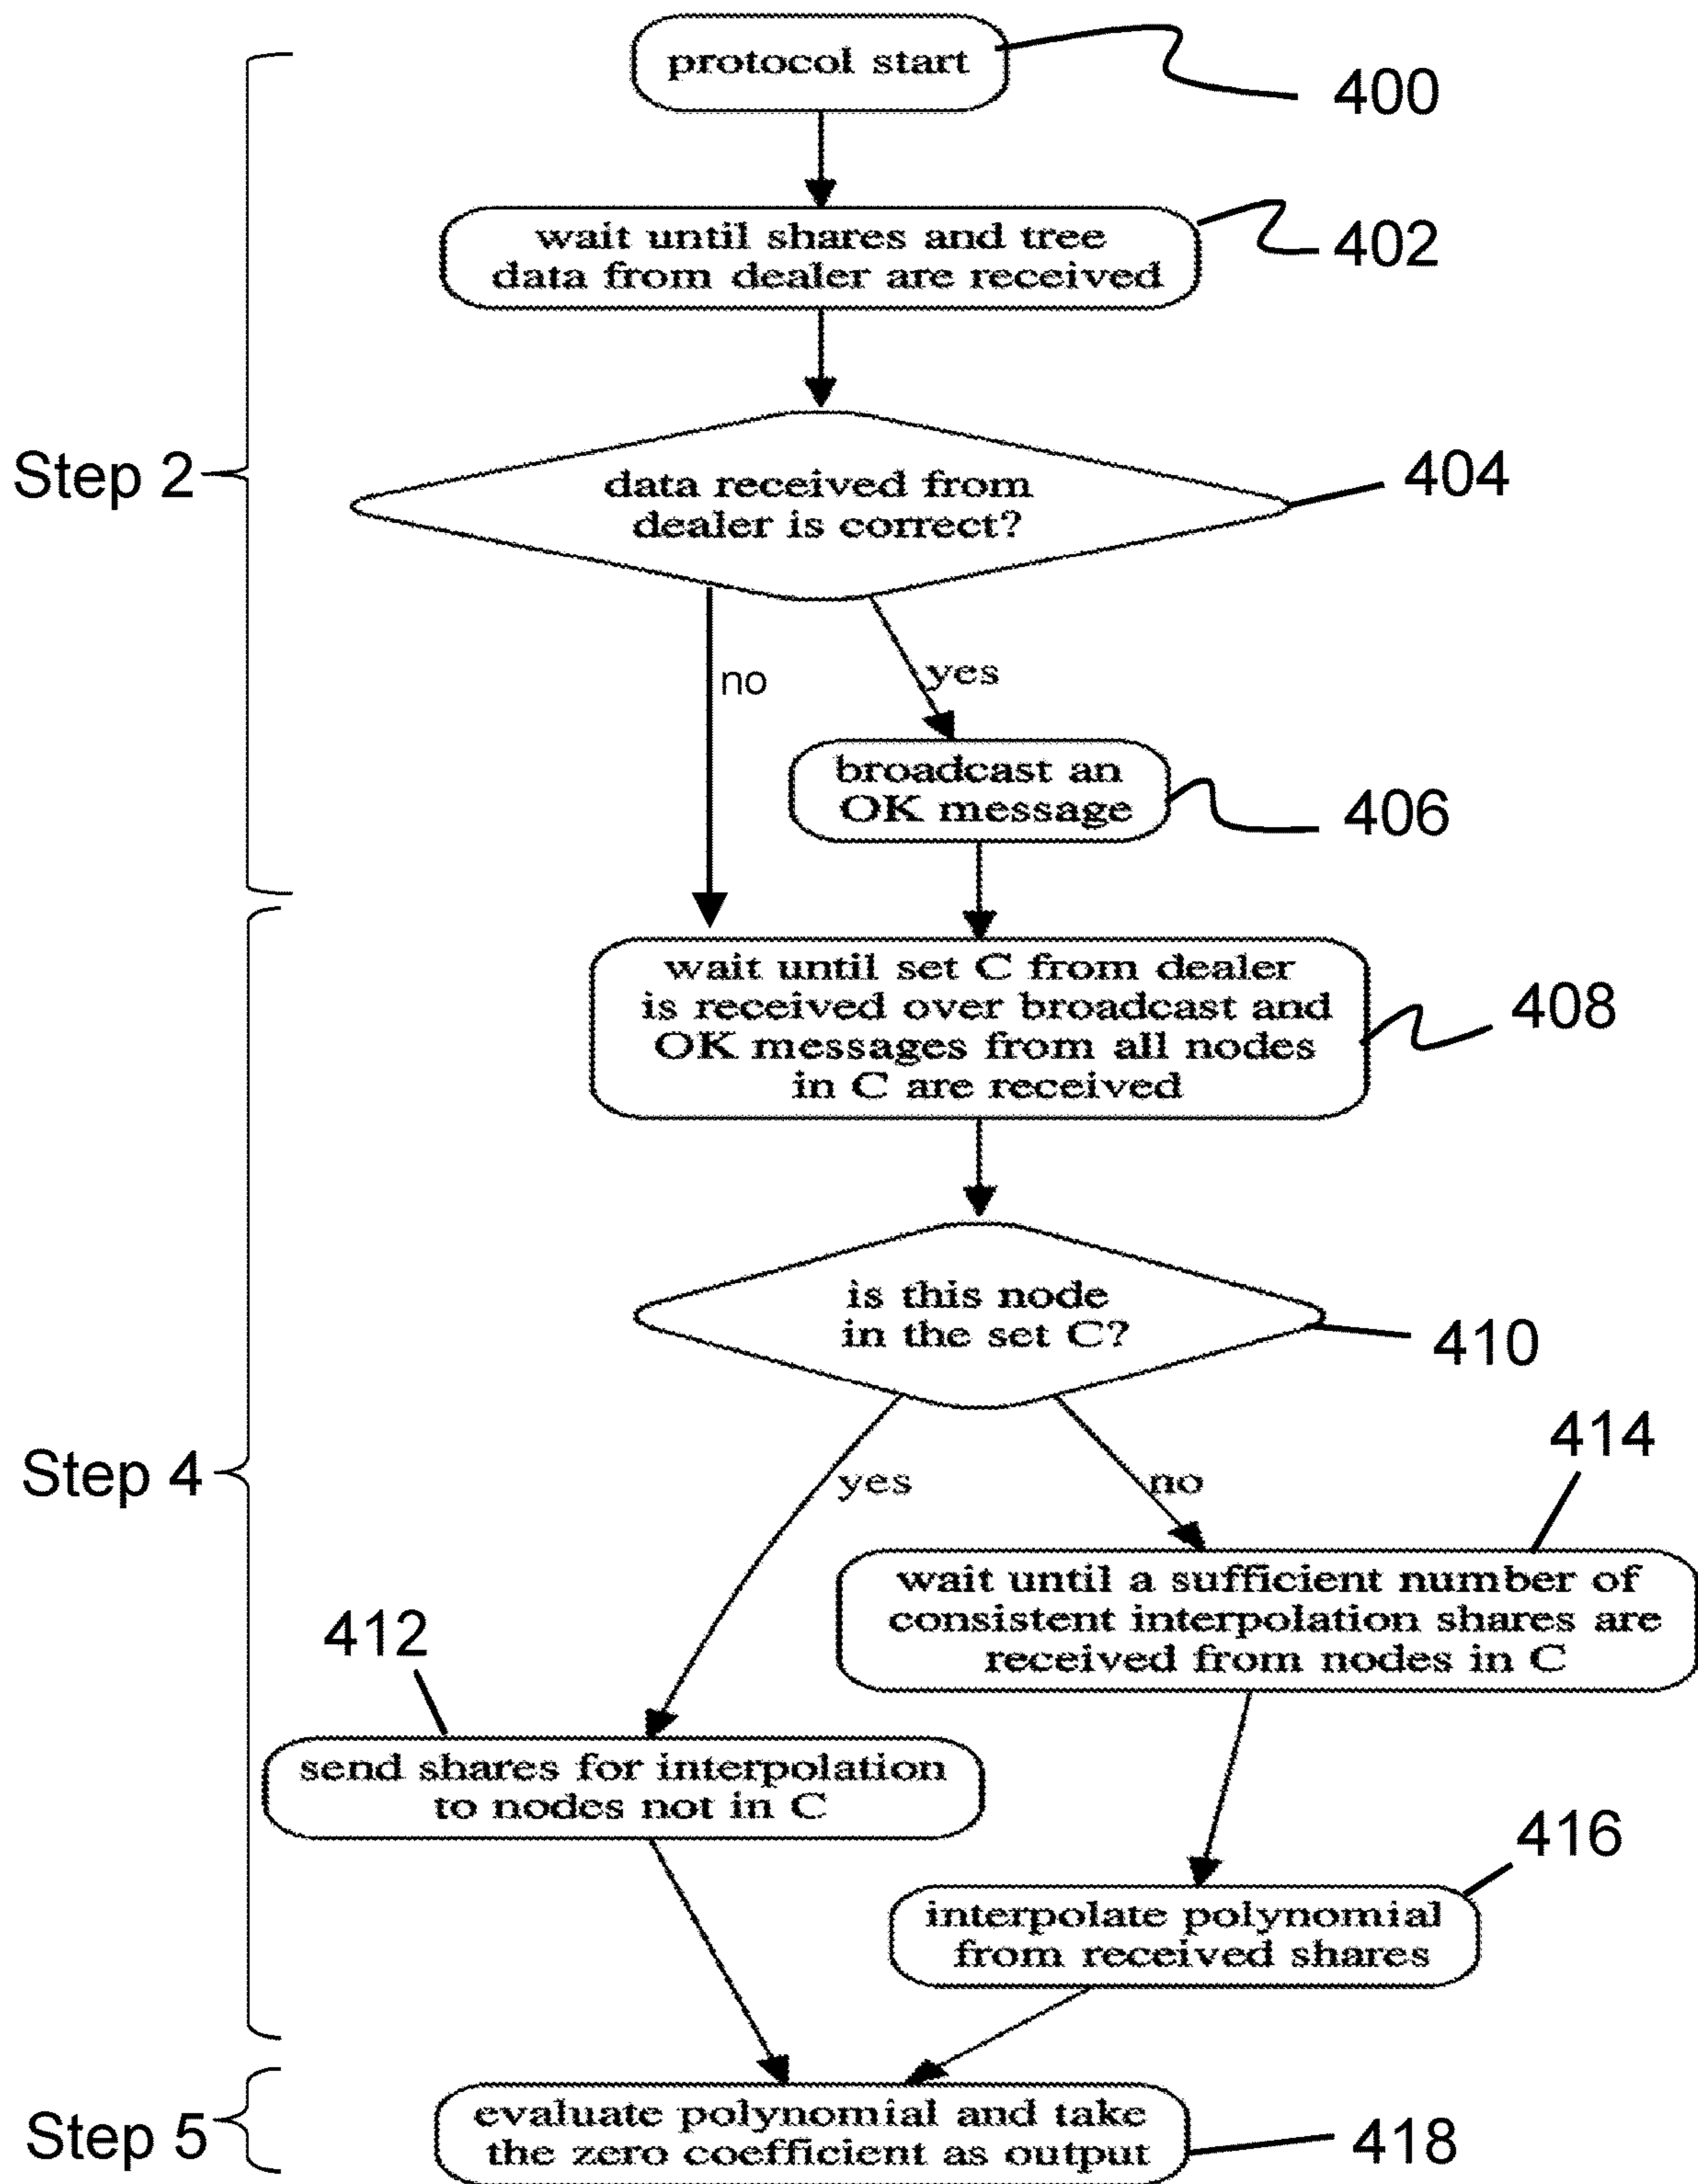 protocol start
400
wait until shares and tree
data from dealer are received
402
Step 2
data received from
dealer is correct?
404
no
yes
broadcast an
OK message
406
wait until set C from dealer
is received over broadcast and
OK messages from all nodes
in C are received
408
is this node
in the set C?
410
Step 4
yes
no
414
wait until a sufficient number of
consistent interpolation shares are
received from nodes in C
412
send shares for interpolation
to nodes not in C
416
interpolate polynomial
from received shares
Step 5
evaluate polynomial and take
the zero coefficient as output
418